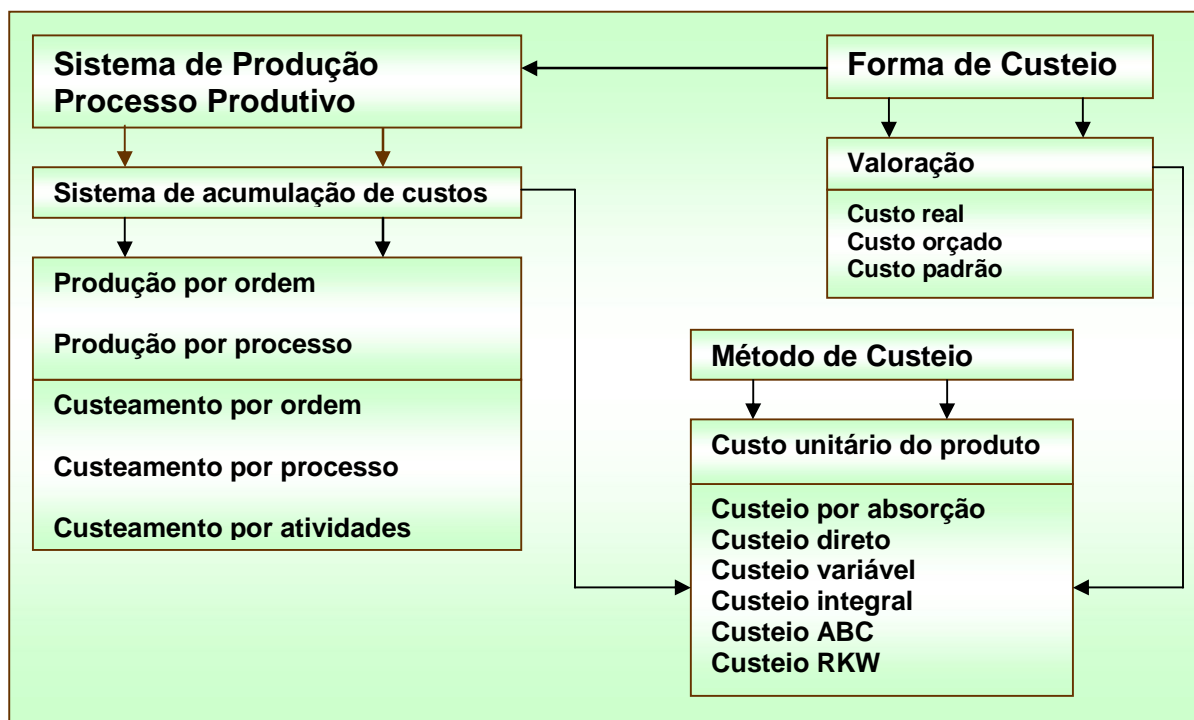 Sistema de Produção
Processo Produtivo
Sistema de acumulação de custos
Produção por ordem
Produção por processo
Custeamento por ordem
Custeamento por processo
Custeamento por atividades
Forma de Custeio
Valoração
Custo real
Custo orçado
Custo padrão
Método de Custeio
Custo unitário do produto
Custeio por absorção
Custeio direto
Custeio variável
Custeio integral
Custeio ABC
Custeio RKW